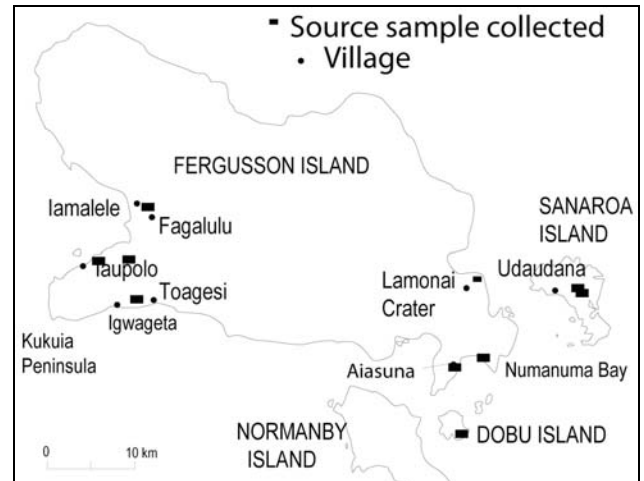 Source sample collected
Village
FERGUSSON ISLAND
Iamalele
Fagalulu
SANAROA
ISLAND
Taupolo
Toagesi
Igwageta
Lamonai
Crater
Udaudana
Kukuia
Peninsula
Aiasuna
Numanuma Bay
NORMANBY
ISLAND
DOBU ISLAND
0 10 km